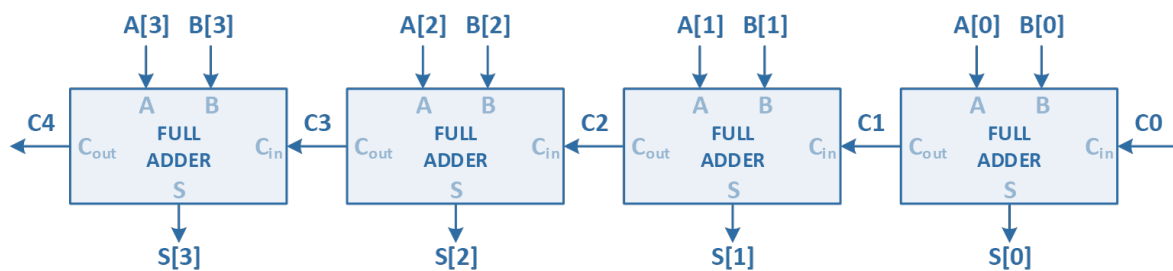 A[3] B[3] A[2] B[2] A[1] B[1] A[0] B[0]
A B A B A B A B
C4 C3 C2 C1 C0
Cout FULL ADDER Cin Cout FULL ADDER Cin Cout FULL ADDER Cin Cout FULL ADDER Cin
S S S S
S[3] S[2] S[1] S[0]